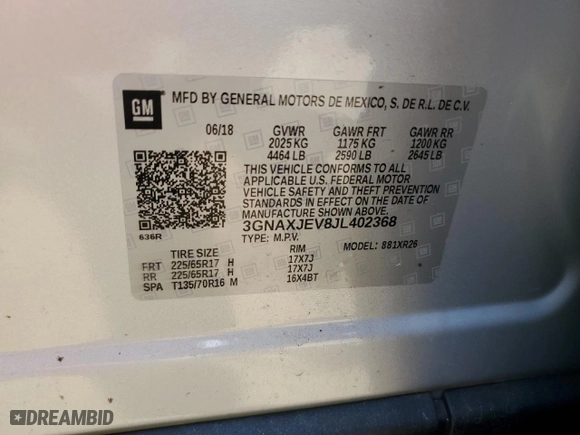 GM
MFD BY GENERAL MOTORS DE MEXICO, S. DE R.L. DE C.V.
06/18 GVWR GAWR FRT GAWR RR
2025 KG 1175 KG 1200 KG
4464 LB 2590 LB 2645 LB
THIS VEHICLE CONFORMS TO ALL
APPLICABLE U.S. FEDERAL MOTOR
VEHICLE SAFETY AND THEFT PREVENTION
STANDARDS IN EFFECT ON THE DATE OF
MANUFACTURE SHOWN ABOVE.
3GNAXJEV8JL402368
636R
TYPE: M.P.V. MODEL: 881XR26
TIRE SIZE RIM
FRT 225/65R17 H 17X7J
RR 225/65R17 H 17X7J
SPA T135/70R16 M 16X4BT
DREAMBID